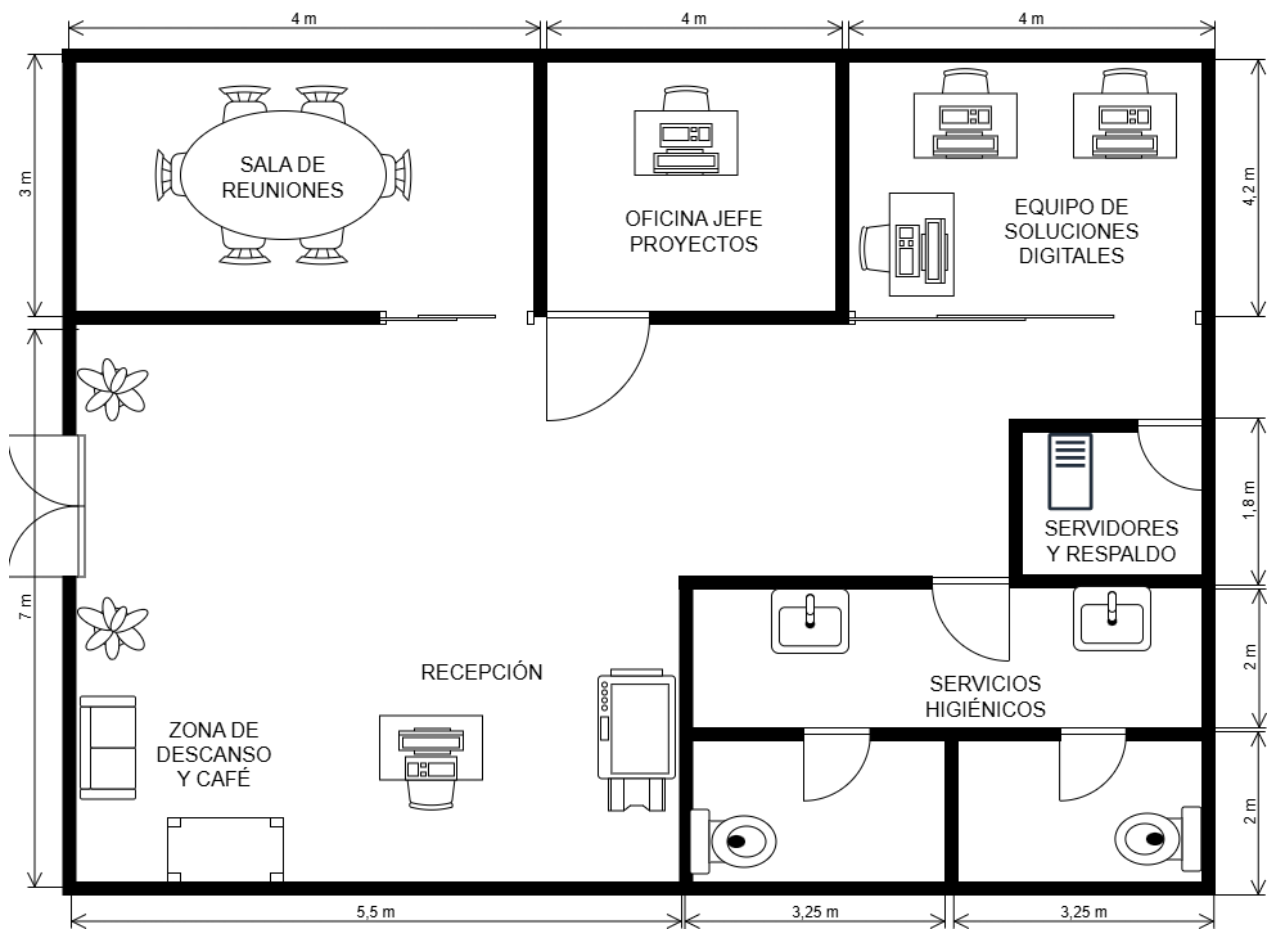 4 m
4 m
4 m
3 m
SALA DE
REUNIONES
OFICINA JEFE
PROYECTOS
EQUIPO DE
SOLUCIONES
DIGITALES
4,2 m
7 m
SERVIDORES
Y RESPALDO
1,8 m
RECEPCIÓN
ZONA DE
DESCANSO
Y CAFÉ
SERVICIOS
HIGIÉNICOS
2 m
2 m
5,5 m
3,25 m
3,25 m